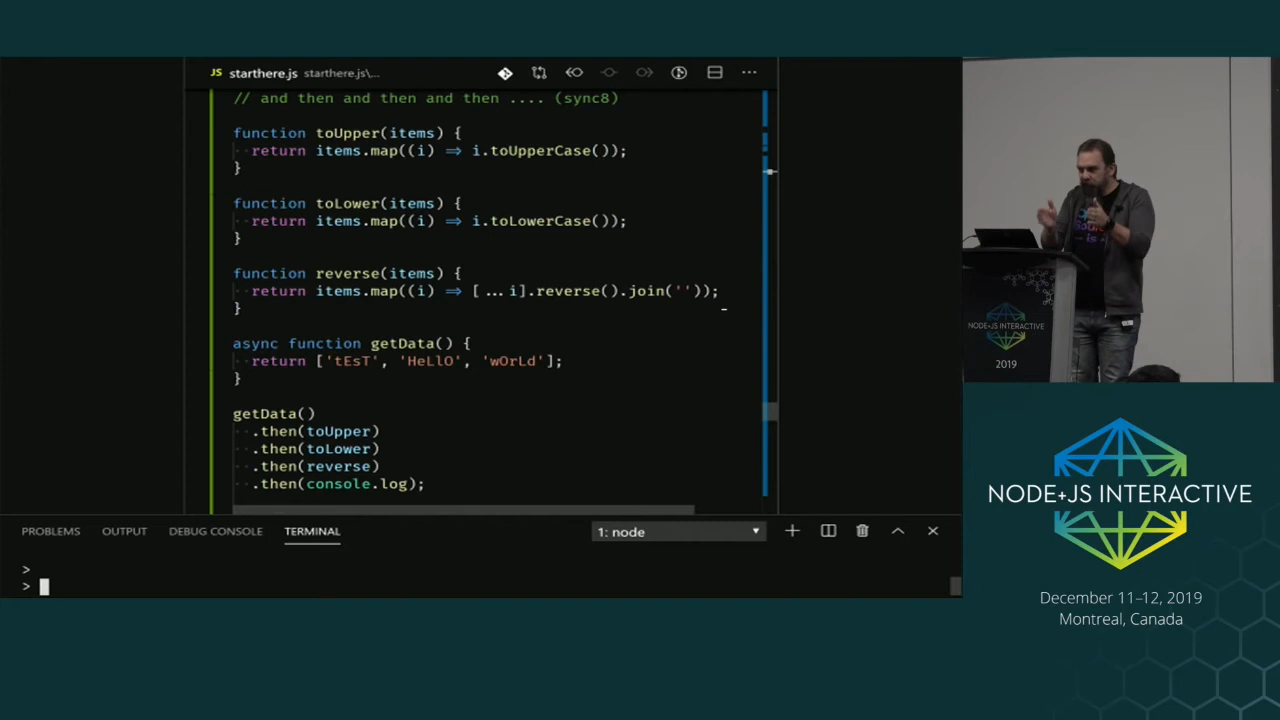 JS starthere.js starthere.js\...
// and then and then and then .... (sync8)
function toUpper(items) {
return items.map((i) => i.toUpperCase());
}
function toLower(items) {
return items.map((i) => i.toLowerCase());
}
function reverse(items) {
return items.map((i) => [...i].reverse().join(''));
}
async function getData() {
return ['tEsT', 'HeLlO', 'wOrLd'];
}
getData()
.then(toUpper)
.then(toLower)
.then(reverse)
.then(console.log);
PROBLEMS OUTPUT DEBUG CONSOLE TERMINAL 1: node
>
>
NODE+JS INTERACTIVE
2019
NODE+JS INTERACTIVE
December 11–12, 2019
Montreal, Canada